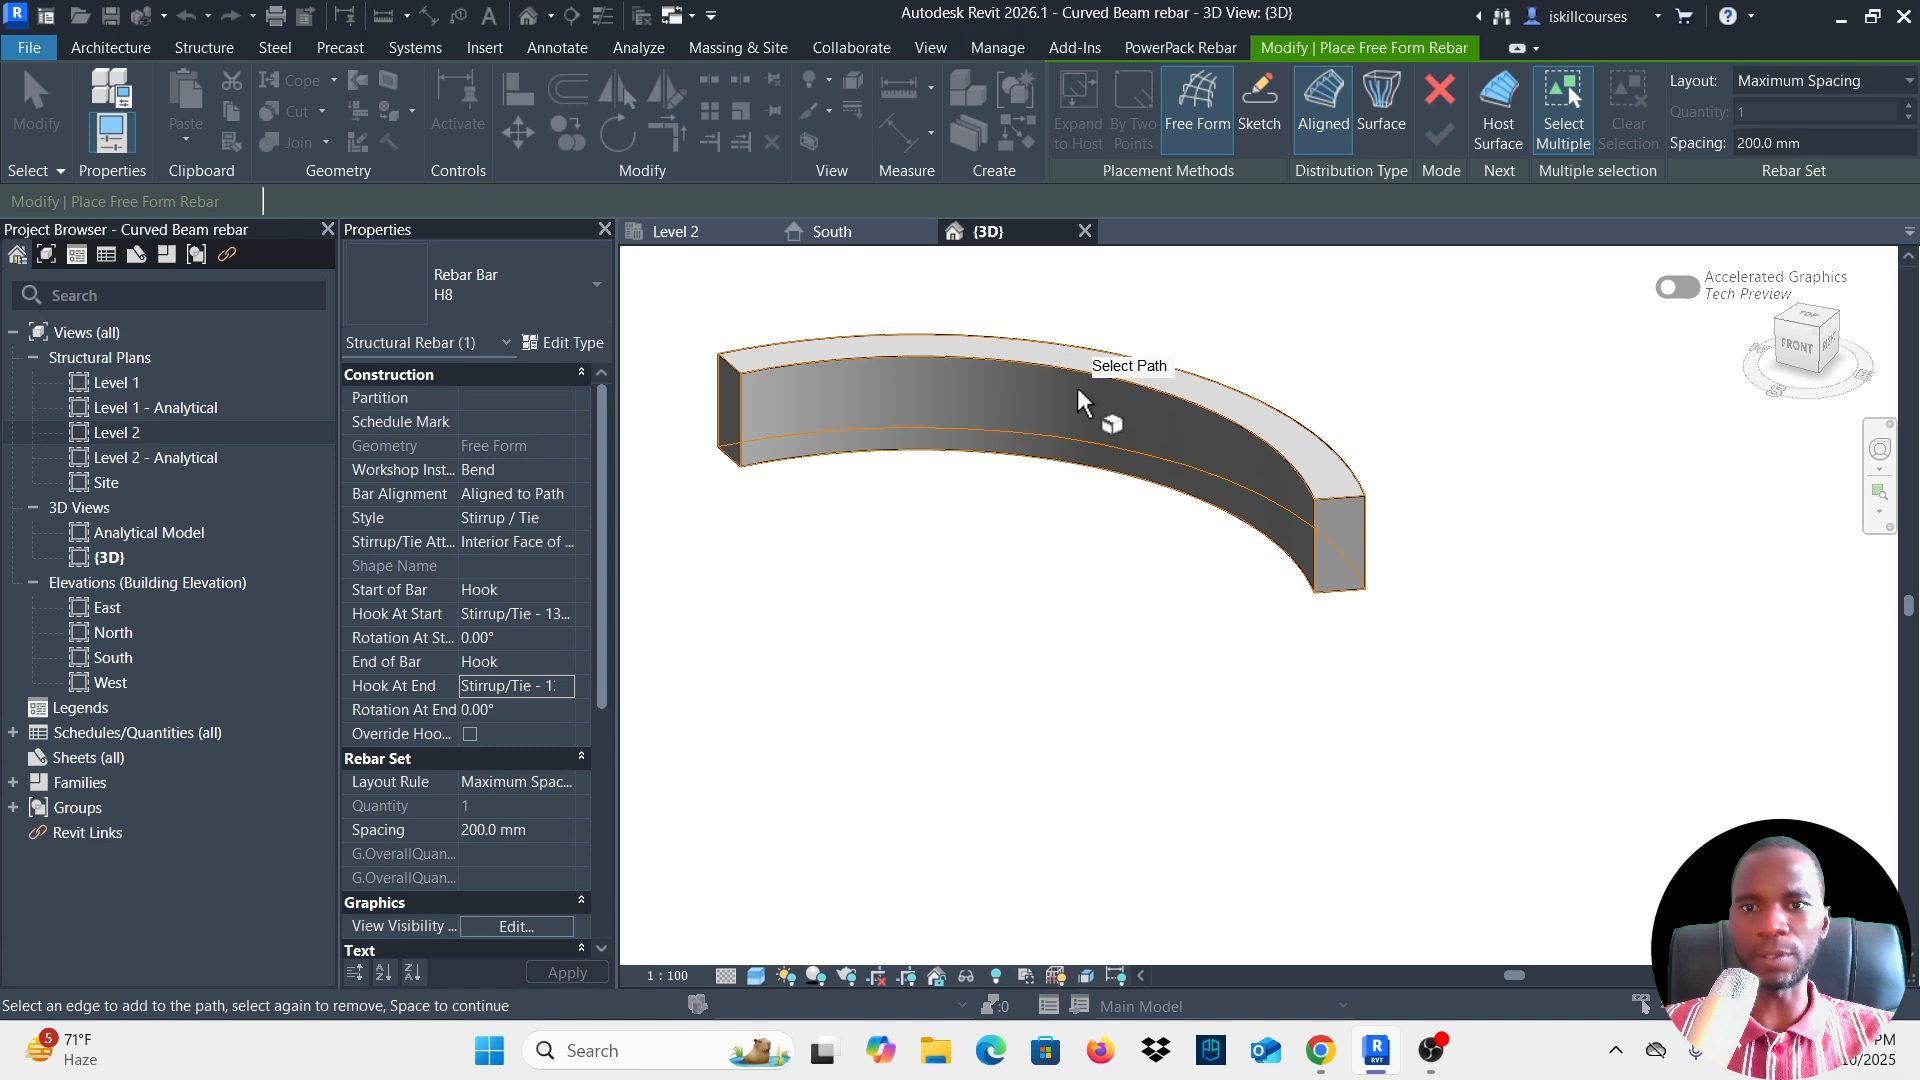 Autodesk Revit 2026.1 - Curved Beam rebar - 3D View: {3D}
iskillcourses
File Architecture Structure Steel Precast Systems Insert Annotate Analyze Massing & Site Collaborate View Manage Add-Ins PowerPack Rebar Modify | Place Free Form Rebar
Modify
Paste
Cope
Cut
Join
Activate
Expand to Host
By Two Points
Free Form
Sketch
Aligned
Surface
Host Surface
Select Multiple
Clear Selection
Layout: Maximum Spacing
Quantity: 1
Spacing: 200.0 mm
Select Properties Clipboard Geometry Controls Modify View Measure Create Placement Methods Distribution Type Mode Next Multiple selection Rebar Set
Modify | Place Free Form Rebar
Project Browser - Curved Beam rebar
Search
Views (all)
Structural Plans
Level 1
Level 1 - Analytical
Level 2
Level 2 - Analytical
Site
3D Views
Analytical Model
{3D}
Elevations (Building Elevation)
East
North
South
West
Legends
Schedules/Quantities (all)
Sheets (all)
Families
Groups
Revit Links
Properties
Rebar Bar
H8
Structural Rebar (1)
Edit Type
Construction
Partition
Schedule Mark
Geometry Free Form
Workshop Inst... Bend
Bar Alignment Aligned to Path
Style Stirrup / Tie
Stirrup/Tie Att... Interior Face of ...
Shape Name
Start of Bar Hook
Hook At Start Stirrup/Tie - 13...
Rotation At St... 0.00°
End of Bar Hook
Hook At End Stirrup/Tie - 1
Rotation At End 0.00°
Override Hoo...
Rebar Set
Layout Rule Maximum Spac...
Quantity 1
Spacing 200.0 mm
G.OverallQuan...
G.OverallQuan...
Graphics
View Visibility ... Edit...
Text
Apply
Level 2
South
{3D}
Select Path
Accelerated Graphics
Tech Preview
TOP
FRONT
RIGHT
S
1 : 100
Select an edge to add to the path, select again to remove, Space to continue
:0
Main Model
5
71°F
Haze
Search
R
RVT
PM
0/2025